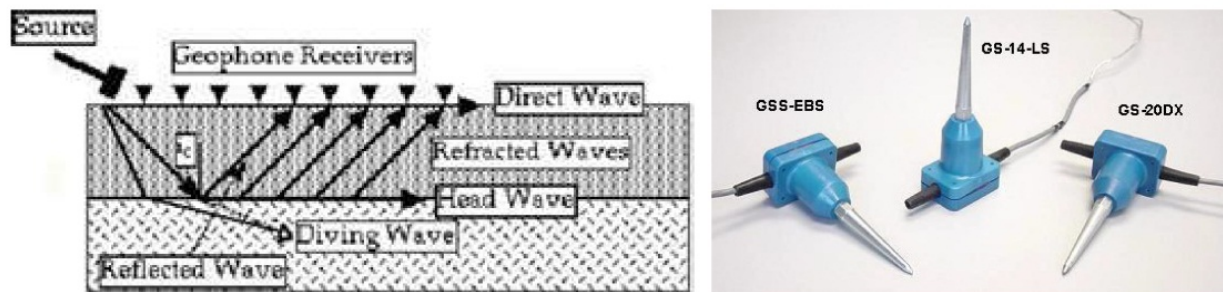 Source
Geophone Receivers
Direct Wave
ic
Refracted Waves
Head Wave
Diving Wave
Reflected Wave
GS-14-LS
GSS-EBS
GS-20DX